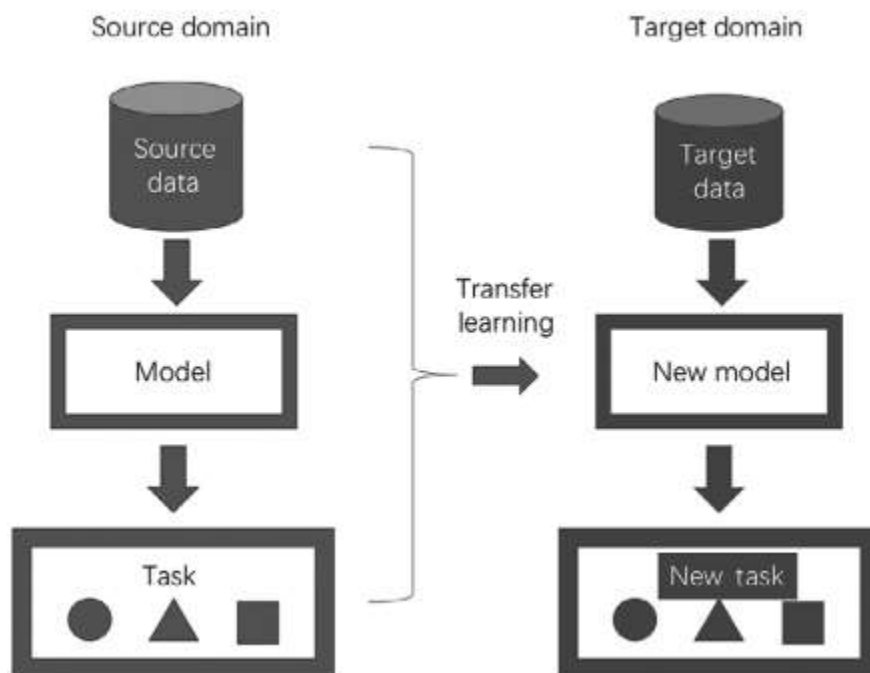 Source domain
Target domain
Source
data
Target
data
Transfer
learning
Model
New model
Task
New task